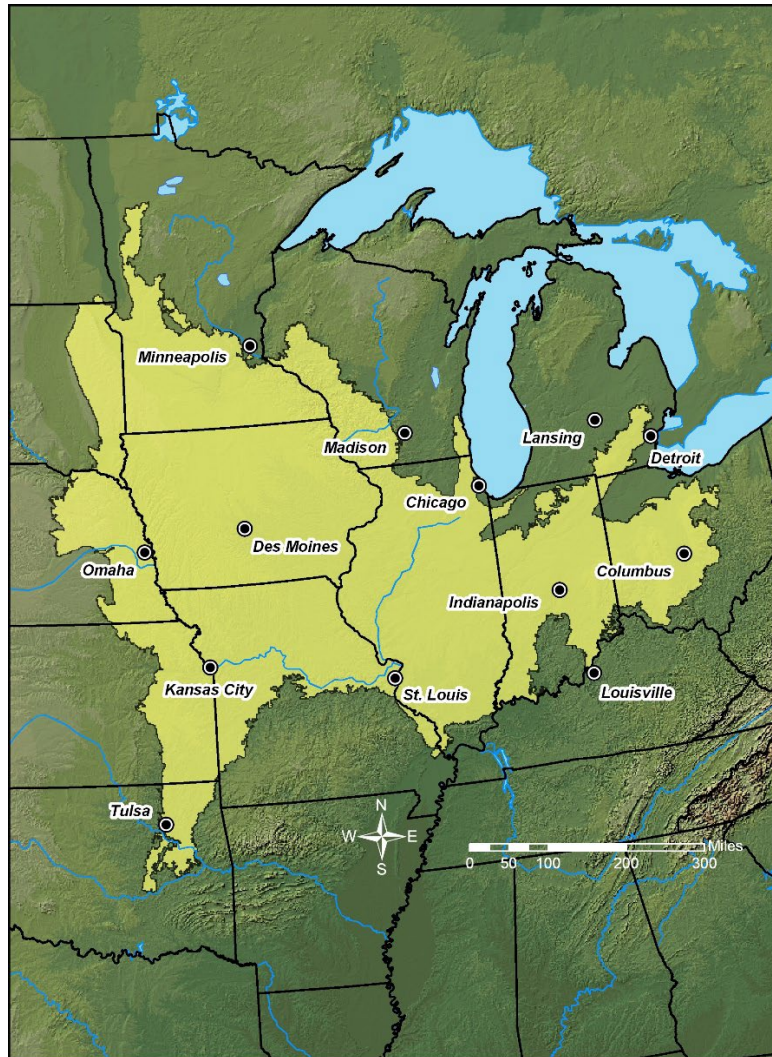 Minneapolis
Madison
Lansing
Detroit
Chicago
Des Moines
Omaha
Columbus
Indianapolis
Kansas City
St. Louis
Louisville
Tulsa
N
W E
S
Miles
0 50 100 200 300